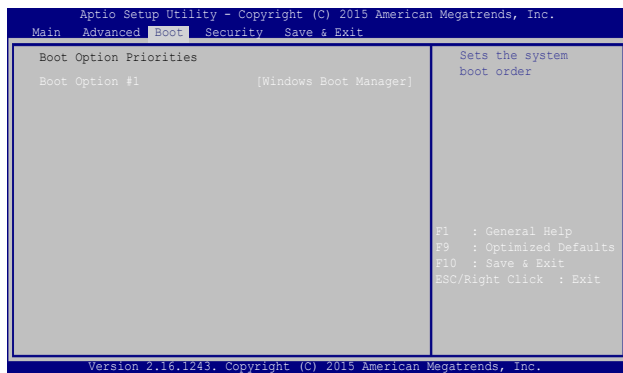 Aptio Setup Utility - Copyright (C) 2015 American Megatrends, Inc.
Main Advanced Boot Security Save & Exit
Boot Option Priorities
Boot Option #1 [Windows Boot Manager]
Sets the system
boot order
F1 : General Help
F9 : Optimized Defaults
F10 : Save & Exit
ESC/Right Click : Exit
Version 2.16.1243. Copyright (C) 2015 American Megatrends, Inc.